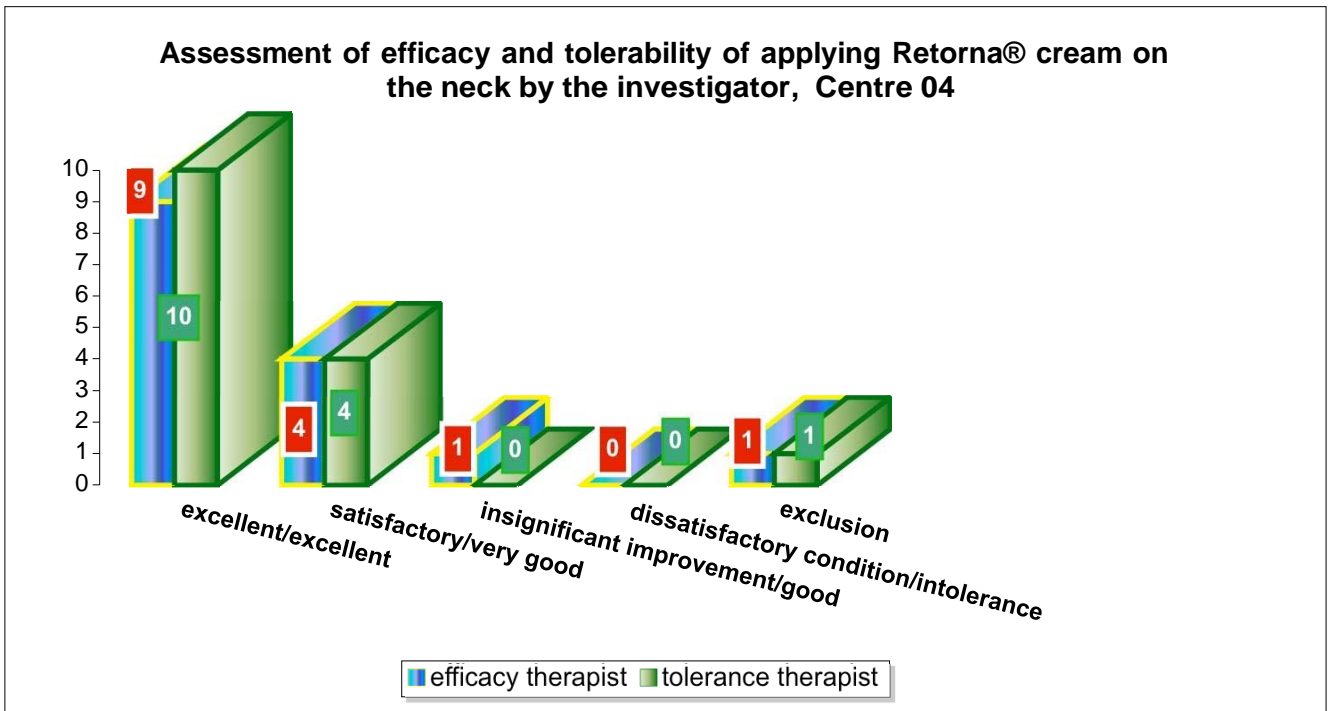 Assessment of efficacy and tolerability of applying Retorna® cream on
the neck by the investigator, Centre 04
10
9
8
7
6
5
4
3
2
1
0
9
10
4
4
1
0
0
0
1
1
excellent/excellent
satisfactory/very good
insignificant improvement/good
dissatisfactory condition/intolerance
exclusion
efficacy therapist tolerance therapist